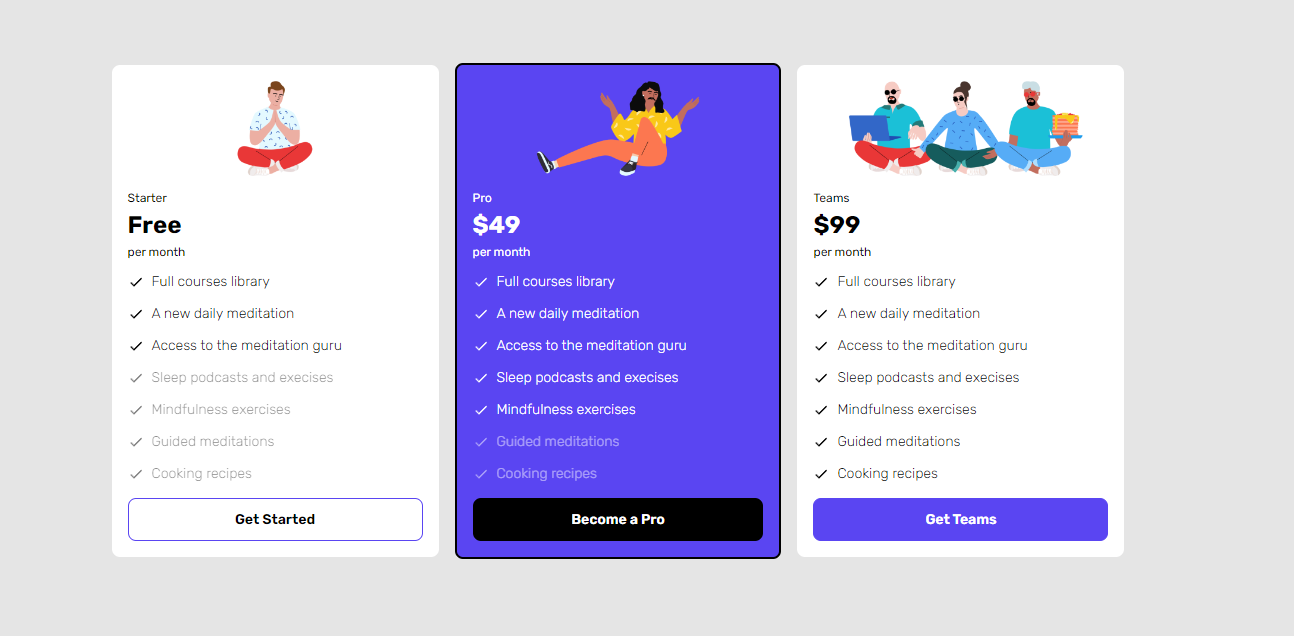 Starter
Free
per month
Full courses library
A new daily meditation
Access to the meditation guru
Sleep podcasts and execises
Mindfulness exercises
Guided meditations
Cooking recipes
Get Started
Pro
$49
per month
Full courses library
A new daily meditation
Access to the meditation guru
Sleep podcasts and execises
Mindfulness exercises
Guided meditations
Cooking recipes
Become a Pro
Teams
$99
per month
Full courses library
A new daily meditation
Access to the meditation guru
Sleep podcasts and execises
Mindfulness exercises
Guided meditations
Cooking recipes
Get Teams